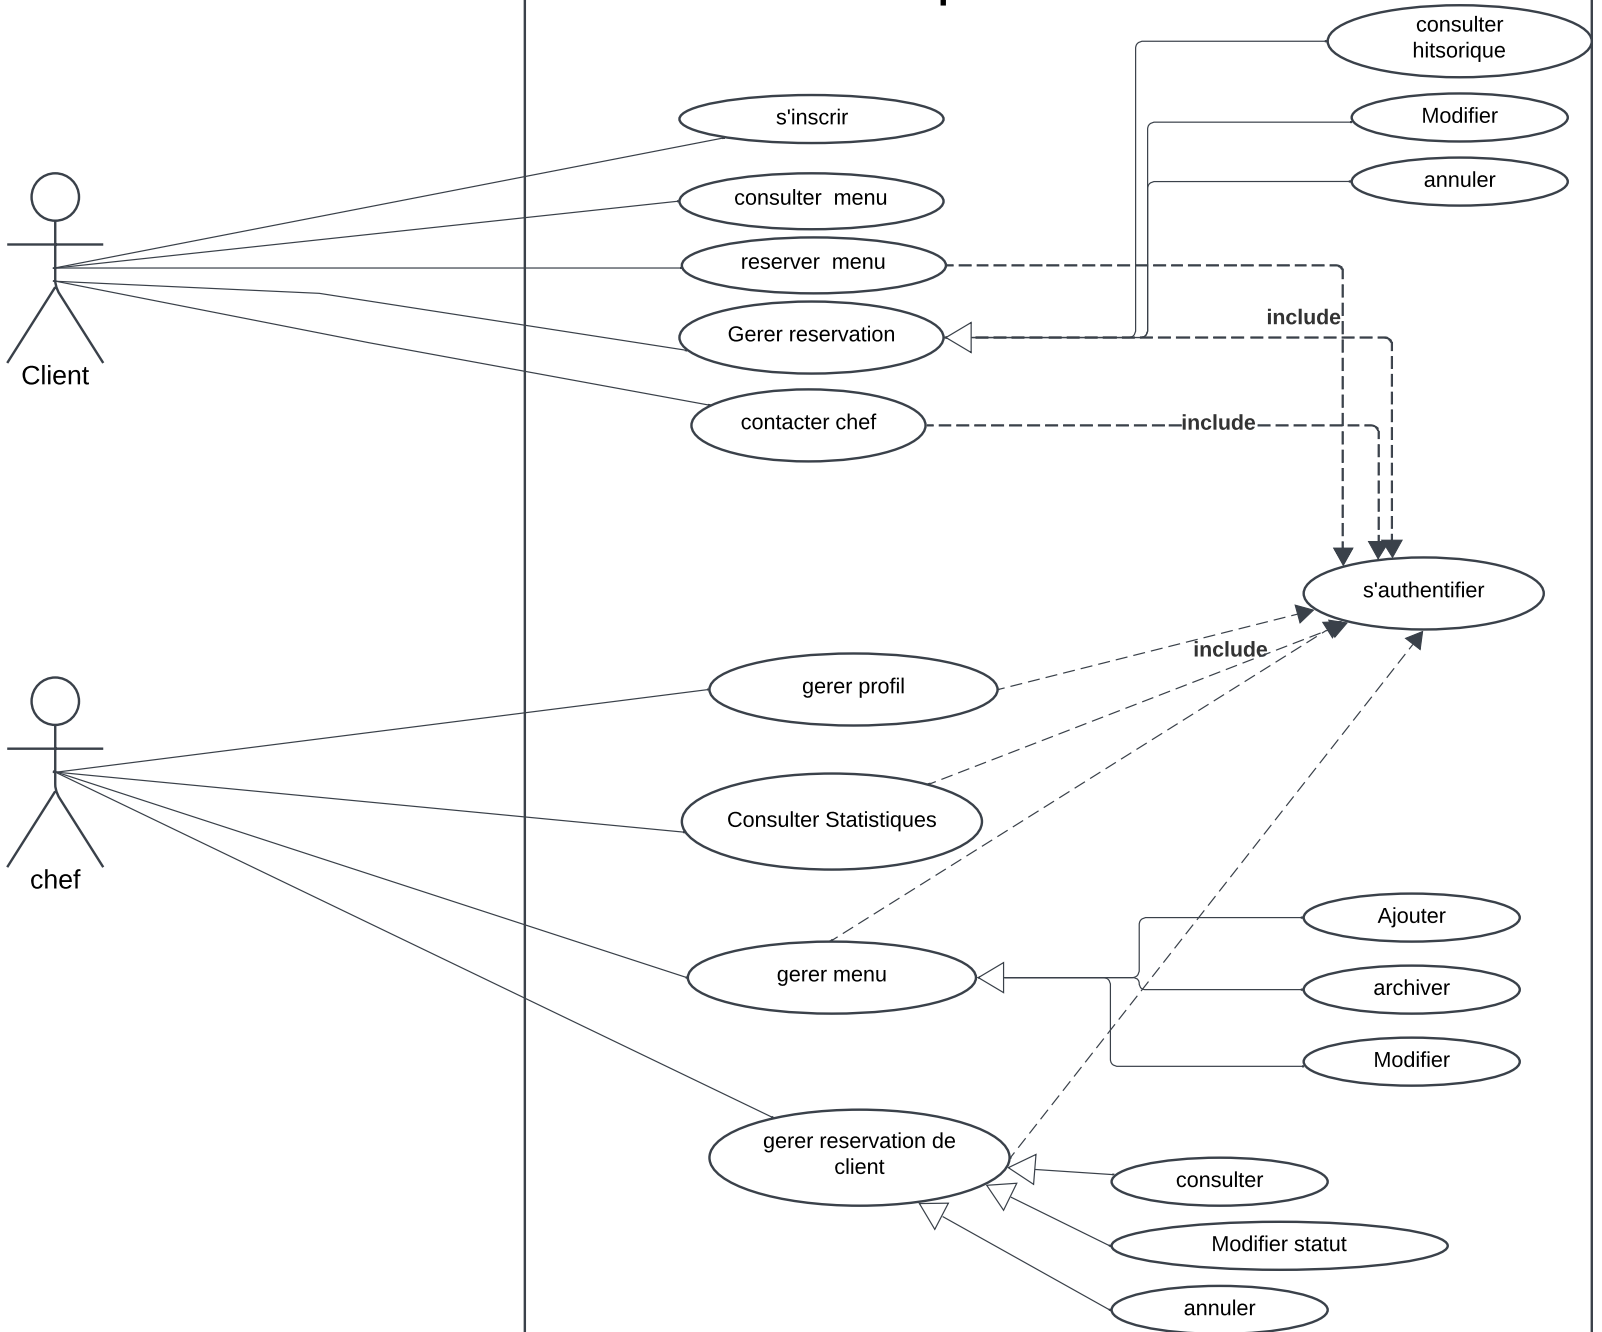 consulter
hitsorique
s'inscrir
Modifier
consulter  menu
annuler
reserver  menu
include
Gerer reservation
Client
contacter chef
include
s'authentifier
include
gerer profil
Consulter Statistiques
chef
Ajouter
gerer menu
archiver
Modifier
gerer reservation de
client
consulter
Modifier statut
annuler